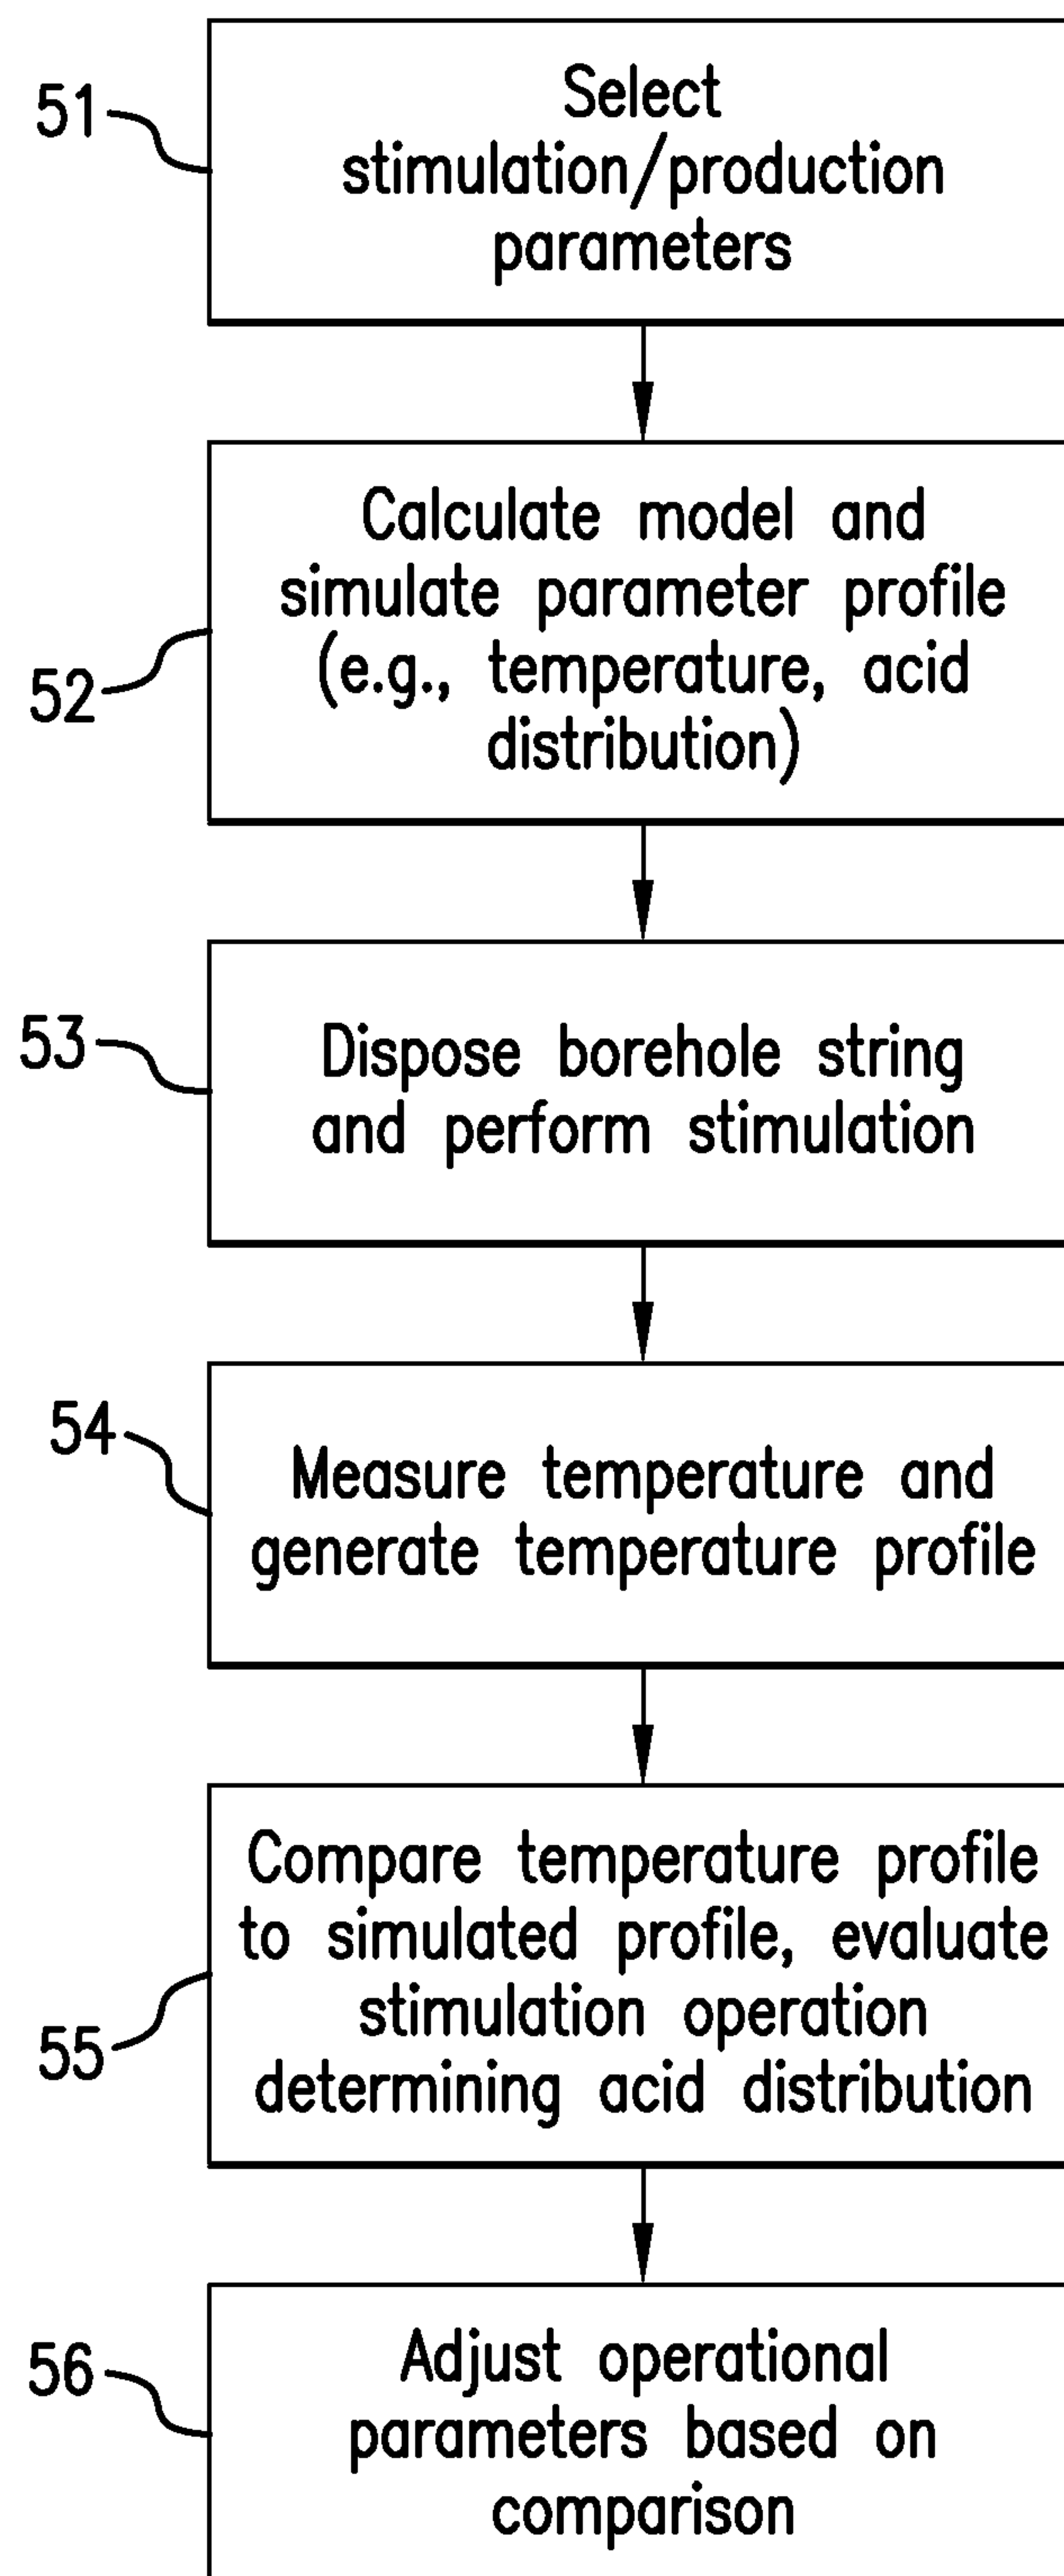 51
Select
stimulation/production
parameters
52
Calculate model and
simulate parameter profile
(e.g., temperature, acid
distribution)
53
Dispose borehole string
and perform stimulation
54
Measure temperature and
generate temperature profile
55
Compare temperature profile
to simulated profile, evaluate
stimulation operation
determining acid distribution
56
Adjust operational
parameters based on
comparison